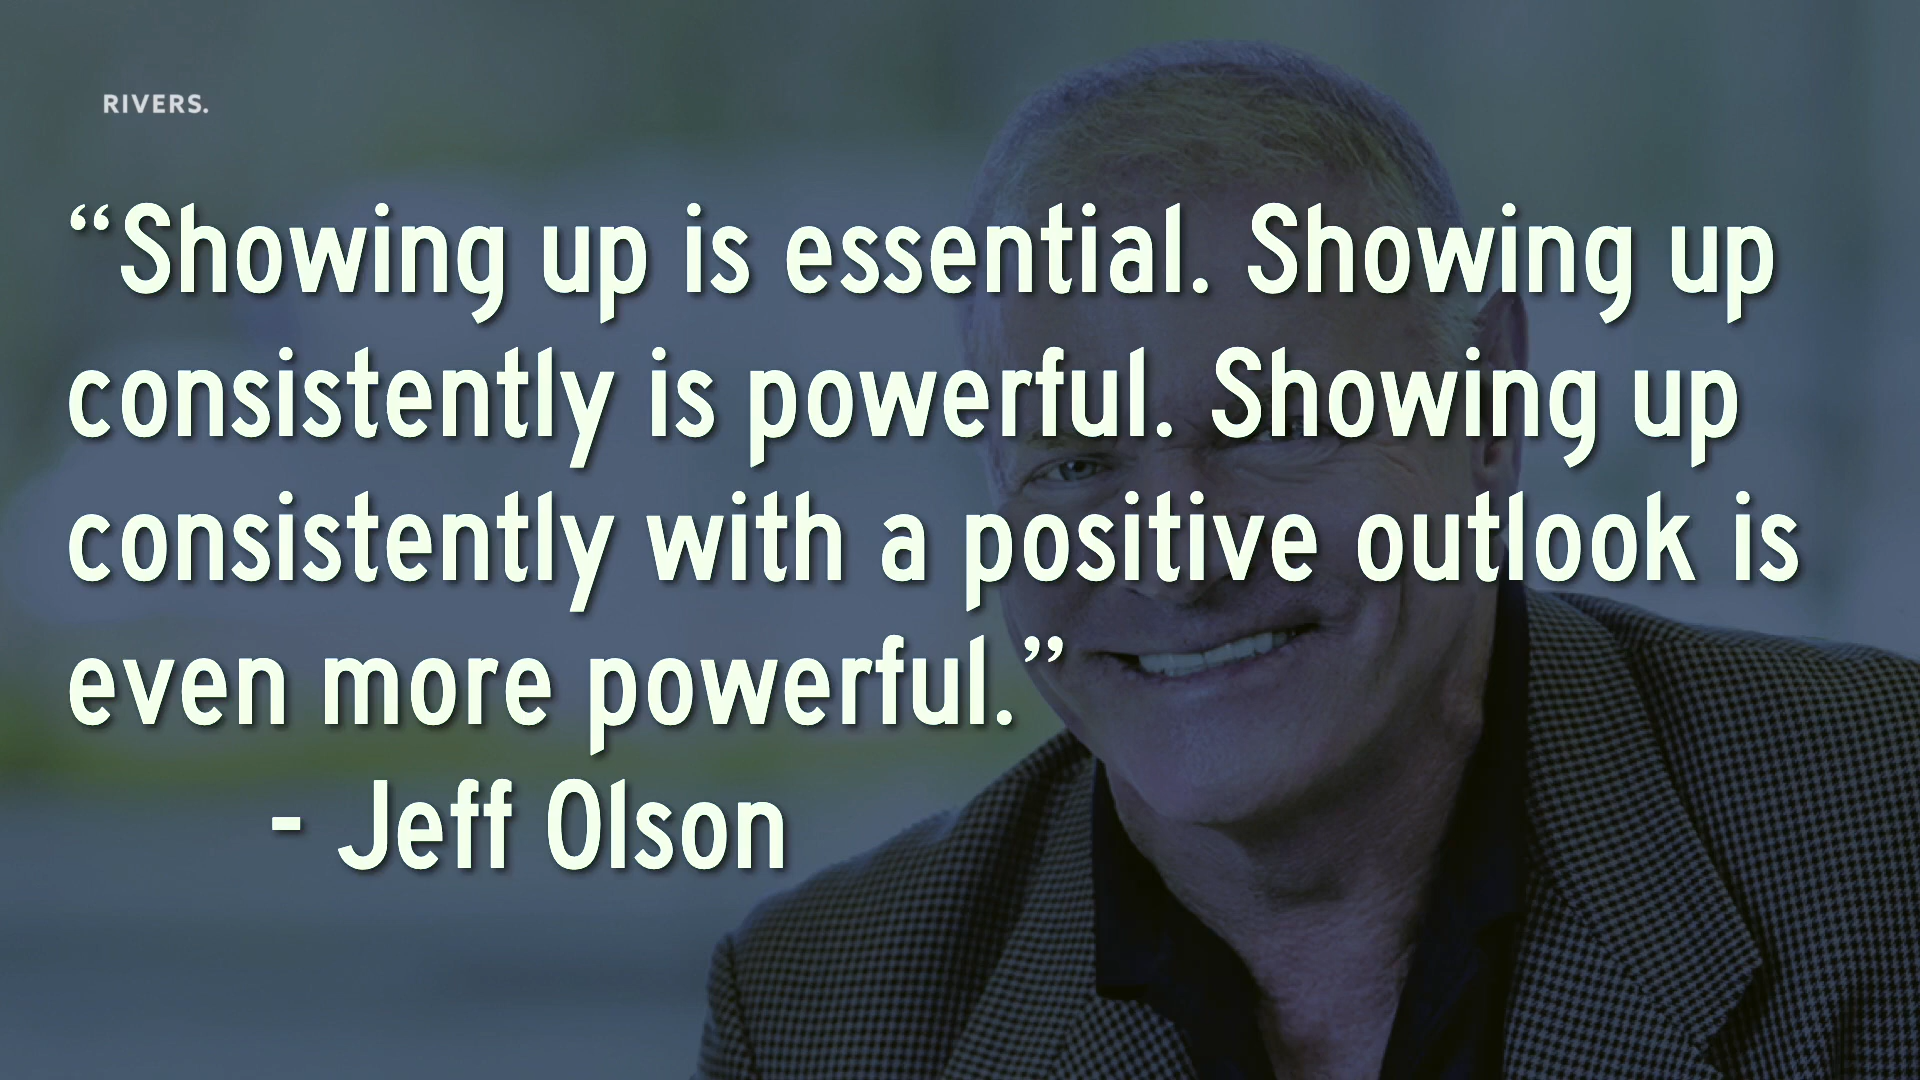 RIVERS.
“Showing up is essential. Showing up
consistently is powerful. Showing up
consistently with a positive outlook is
even more powerful.”
- Jeff Olson